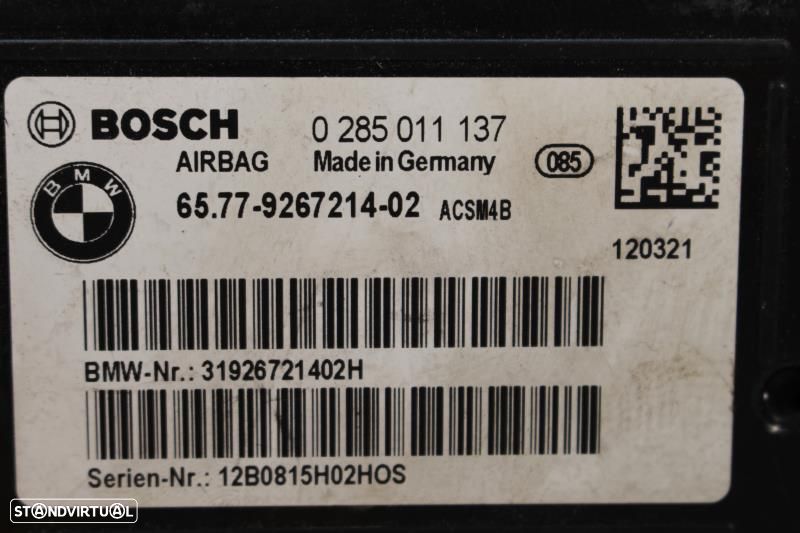 BOSCH 0 285 011 137
AIRBAG Made in Germany 085
BMW
65.77-9267214-02 ACSM4B
120321
BMW-Nr.: 31926721402H
Serien-Nr.: 12B0815H02HOS
STANDVIRTUAL